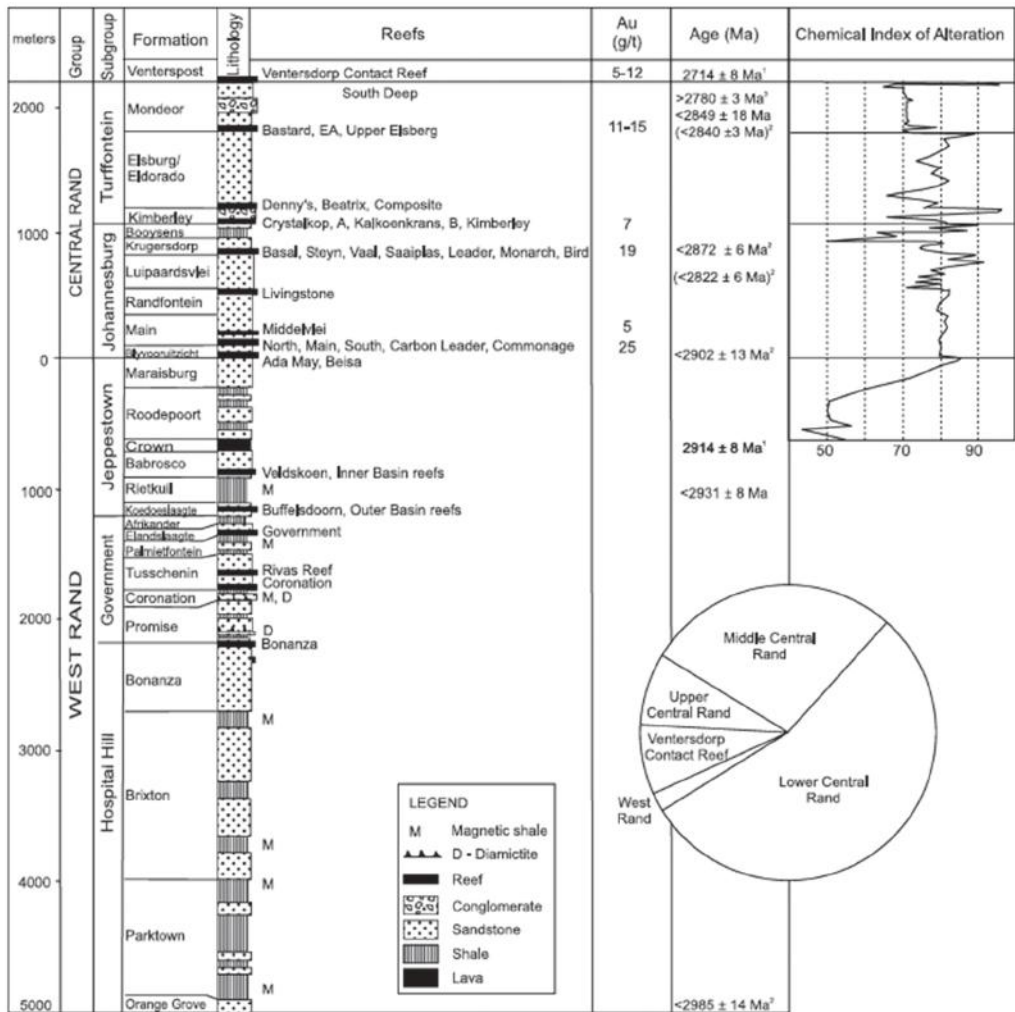 meters
Group
Subgroup
Formation
Lithology
Reefs
Au
(g/t)
Age (Ma)
Chemical Index of Alteration
Venterspost
Ventersdorp Contact Reef
5-12
2714 ± 8 Ma¹
2000
CENTRAL RAND
Turffontein
Mondeor
South Deep
>2780 ± 3 Ma²
<2849 ± 18 Ma
Bastard, EA, Upper Elsberg
11-15
(<2840 ±3 Ma)²
Elsburg/
Eldorado
Denny's, Beatrix, Composite
Kimberley
Crystalkop, A, Kalkoenkrans, B, Kimberley
7
1000
Johannesburg
Booysens
Krugersdorp
Basal, Steyn, Vaal, Saaiplas, Leader, Monarch, Bird
19
<2872 ± 6 Ma²
Luipaardsvlei
(<2822 ± 6 Ma)²
Livingstone
Randfontein
Main
Middelvlei
5
North, Main, South, Carbon Leader, Commonage
25
Blyvooruitzicht
<2902 ± 13 Ma²
0
Ada May, Beisa
WEST RAND
Jeppestown
Maraisburg
Roodepoort
Crown
2914 ± 8 Ma¹
50
70
90
Babrosco
Veldskoen, Inner Basin reefs
1000
Rietkuil
M
<2931 ± 8 Ma
Koedoeslaagte
Buffelsdoorn, Outer Basin reefs
Government
Afrikander
Elandslaagte
Government
Palmietfontein
M
Tusschenin
Rivas Reef
Coronation
Coronation
M, D
2000
Promise
D
Bonanza
Hospital Hill
Bonanza
M
3000
Brixton
M
4000
M
Parktown
M
5000
Orange Grove
<2985 ± 14 Ma²
Middle Central
Rand
Upper
Central Rand
Ventersdorp
Contact Reef
West
Rand
Lower Central
Rand
LEGEND
M Magnetic shale
D - Diamictite
Reef
Conglomerate
Sandstone
Shale
Lava